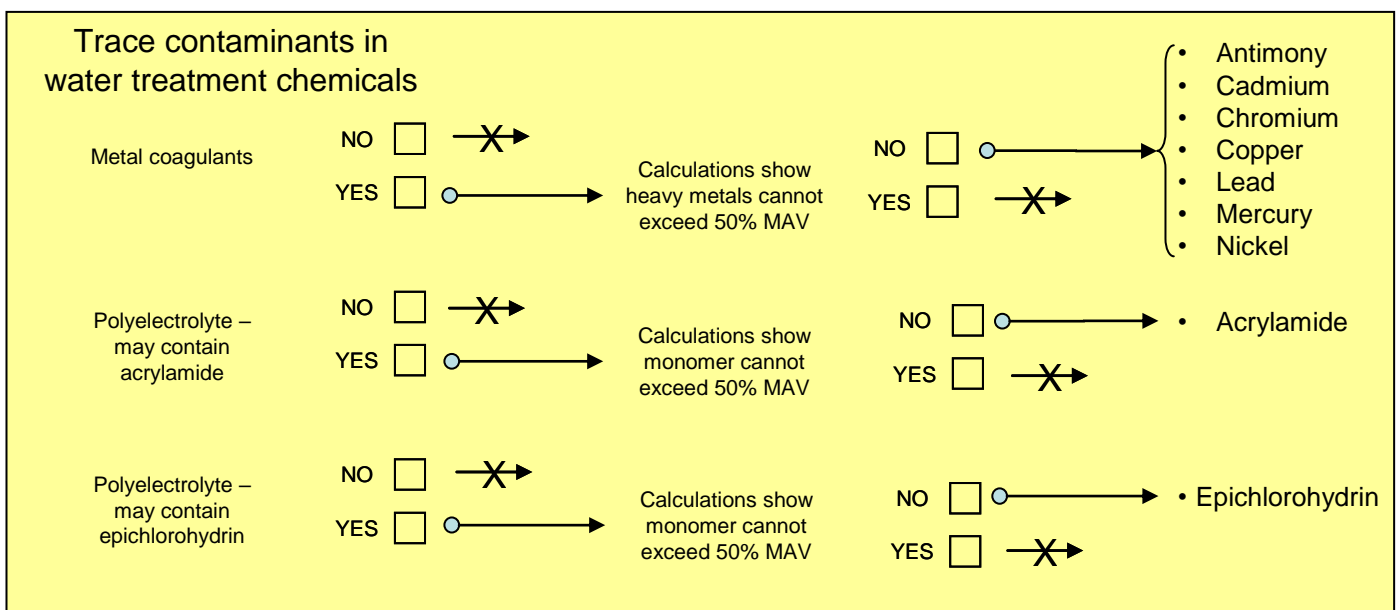 Trace contaminants in
water treatment chemicals
Metal coagulants
NO
YES
Calculations show
heavy metals cannot
exceed 50% MAV
NO
YES
• Antimony
• Cadmium
• Chromium
• Copper
• Lead
• Mercury
• Nickel
Polyelectrolyte –
may contain
acrylamide
NO
YES
Calculations show
monomer cannot
exceed 50% MAV
NO
YES
• Acrylamide
Polyelectrolyte –
may contain
epichlorohydrin
NO
YES
Calculations show
monomer cannot
exceed 50% MAV
NO
YES
• Epichlorohydrin